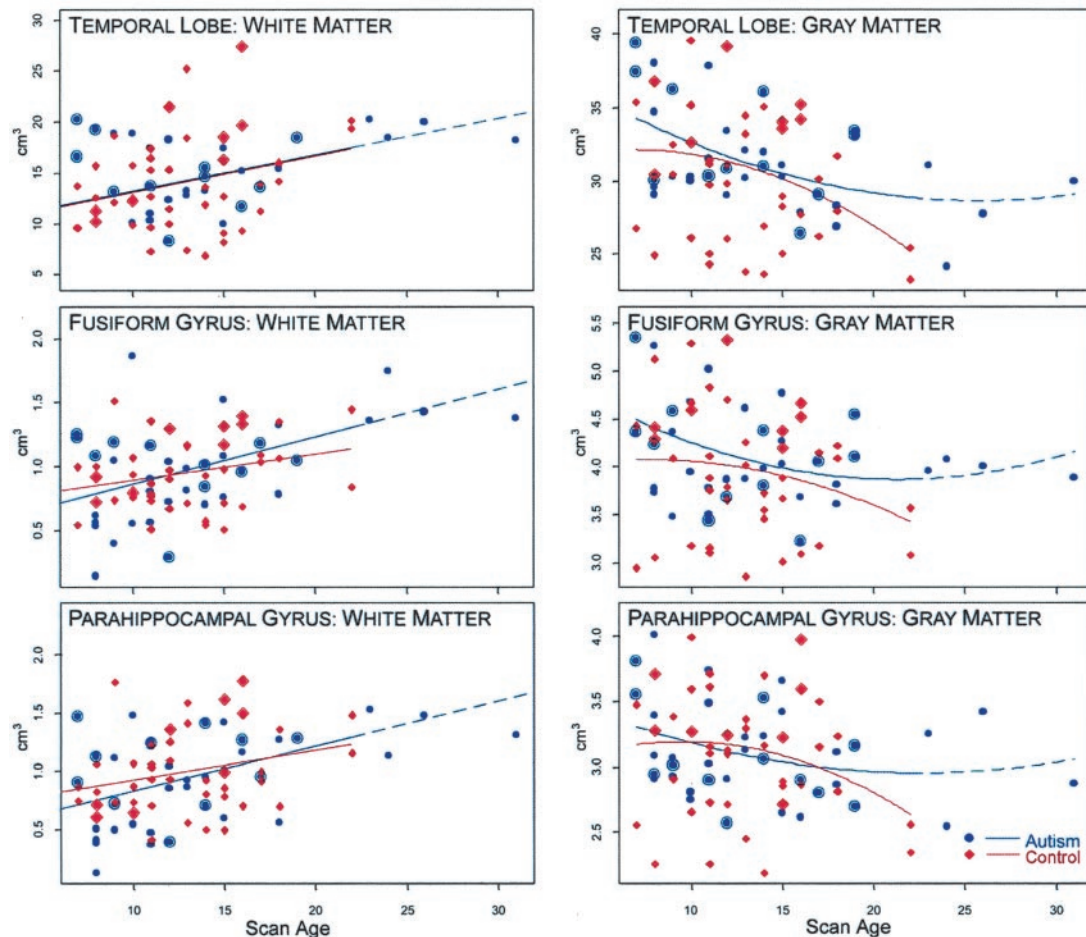 TEMPORAL LOBE: WHITE MATTER
cm³
30
25
20
15
10
5
TEMPORAL LOBE: GRAY MATTER
cm³
40
35
30
25
FUSIFORM GYRUS: WHITE MATTER
cm³
2.0
1.5
1.0
0.5
FUSIFORM GYRUS: GRAY MATTER
cm³
5.5
5.0
4.5
4.0
3.5
3.0
PARAHIPPOCAMPAL GYRUS: WHITE MATTER
cm³
2.0
1.5
1.0
0.5
10 15 20 25 30
Scan Age
PARAHIPPOCAMPAL GYRUS: GRAY MATTER
cm³
4.0
3.5
3.0
2.5
Autism
Control
10 15 20 25 30
Scan Age